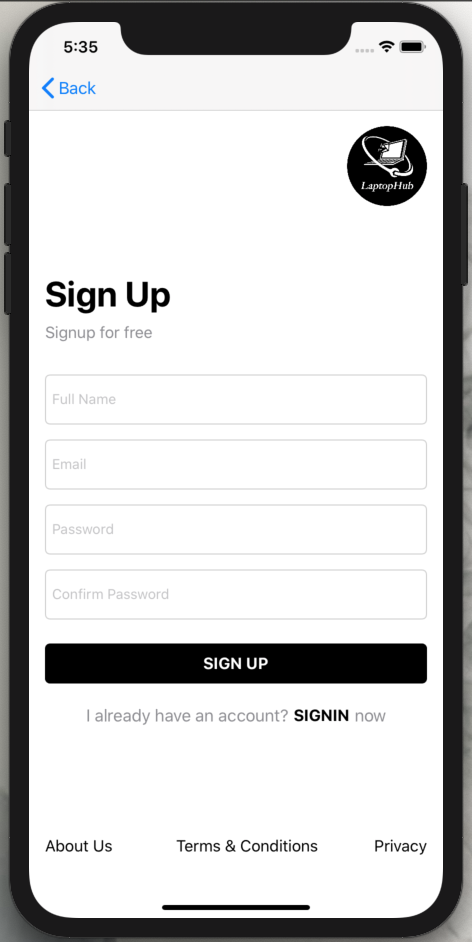 5:35
Back
LaptopHub
Sign Up
Signup for free
Full Name
Email
Password
Confirm Password
SIGN UP
I already have an account? SIGNIN now
About Us Terms & Conditions Privacy